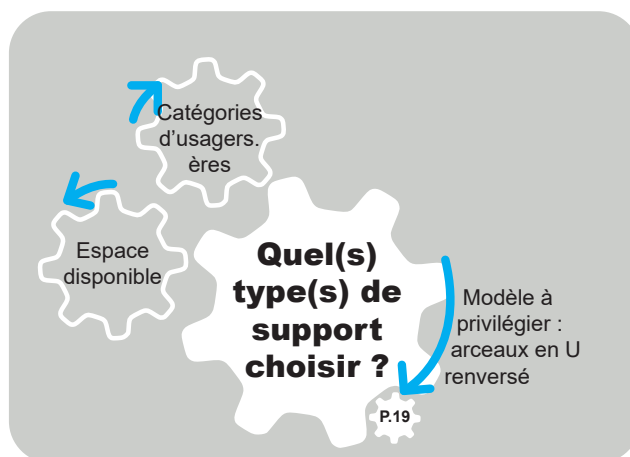 Catégories
d'usagers.
ères
Espace
disponible
Quel(s)
type(s) de
support
choisir ?
Modèle à
privilégier :
arceaux en U
renversé
P.19